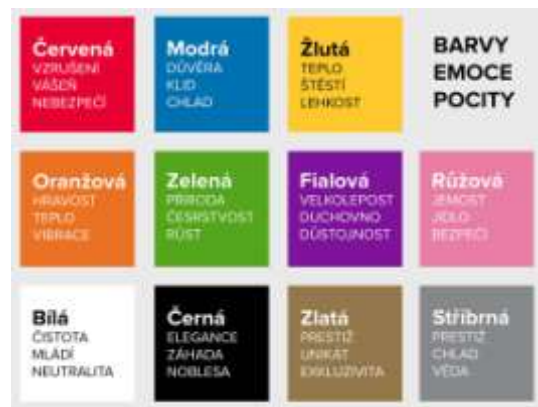 Červená
VZRUŠENÍ
VÁŠEŇ
NEBEZPEČÍ
Modrá
DŮVĚRA
KLID
CHLAD
Žlutá
TEPLO
ŠTĚSTÍ
LEHKOST
BARVY
EMOCE
POCITY
Oranžová
HRAVOST
TEPLO
VIBRACE
Zelená
PŘÍRODA
ČESRSTVOST
RŮST
Fialová
VELKOLEPOST
DUCHOVNO
DŮSTOJNOST
Růžová
JEMOST
JÍDLO
BEZPEČÍ
Bílá
ČISTOTA
MLÁDÍ
NEUTRALITA
Černá
ELEGANCE
ZÁHADA
NOBLESA
Zlatá
PRESTIŽ
UNIKÁT
EXKLUZIVITA
Stříbrná
PRESTIŽ
CHLAD
VĚDA